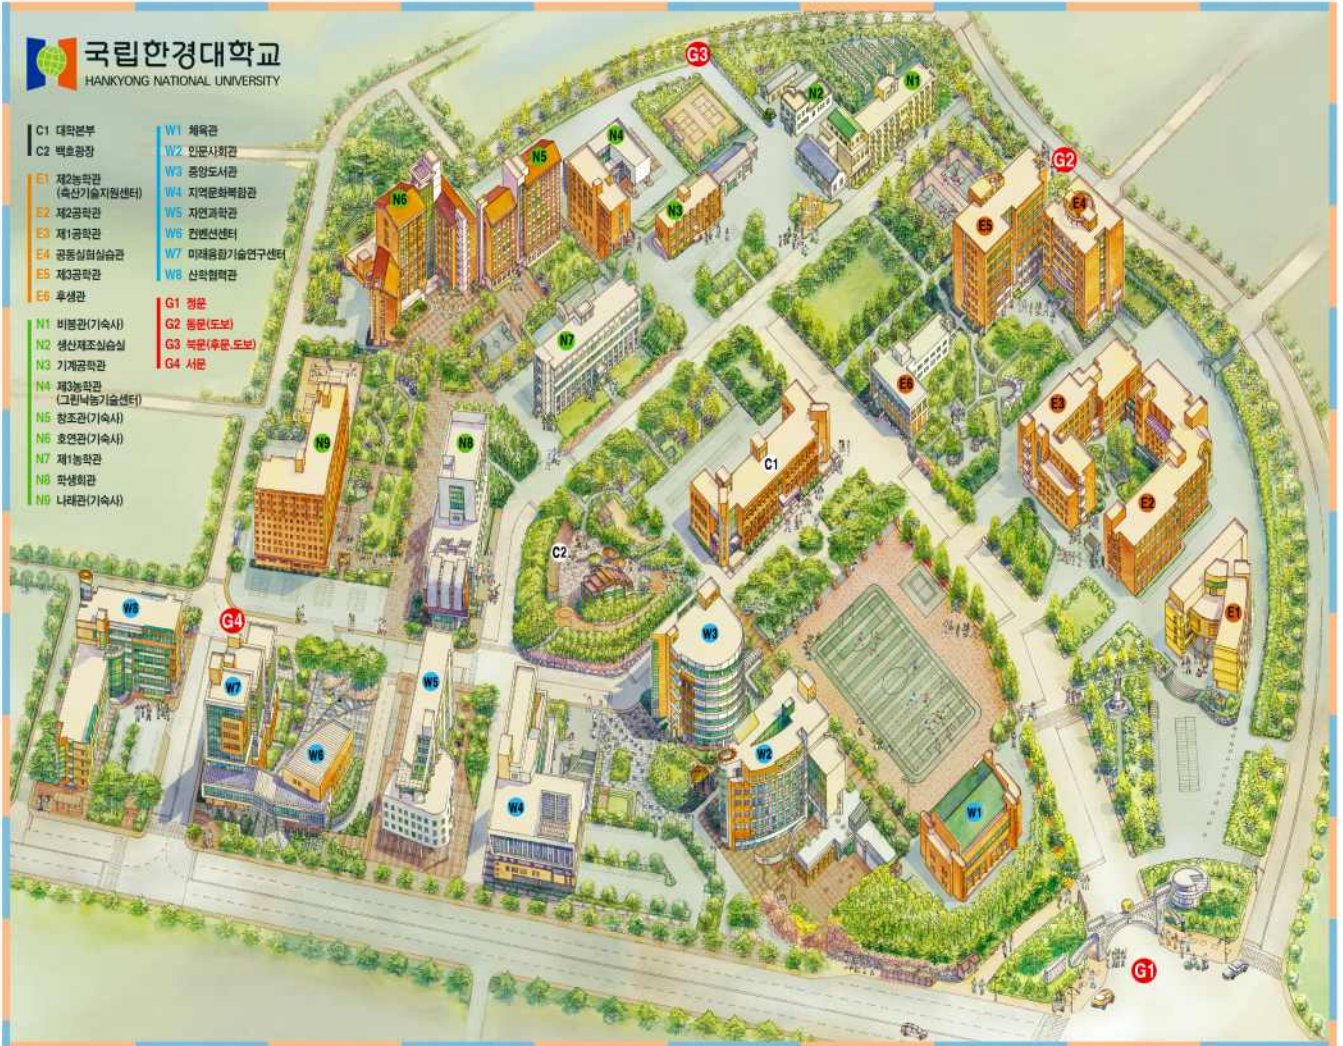 국립한경대학교
HANKYONG NATIONAL UNIVERSITY
C1 대학본부
C2 백호광장
E1 제2농학관
(축산기술지원센터)
E2 제2공학관
E3 제1공학관
E4 공동실험실습관
E5 제3공학관
E6 후생관
N1 비봉관(기숙사)
N2 생산제조실습실
N3 기계공학관
N4 제3농학관
(그린낙농기술센터)
N5 창조관(기숙사)
N6 호연관(기숙사)
N7 제1농학관
N8 학생회관
N9 나래관(기숙사)
W1 체육관
W2 인문사회관
W3 중앙도서관
W4 지역문화복합관
W5 자연과학관
W6 컨벤션센터
W7 미래융합기술연구센터
W8 산학협력관
G1 정문
G2 동문(도보)
G3 북문(후문.도보)
G4 서문
G3
N1
N2
N4
N5
G2
N6
N3
E4
E5
N7
E6
E3
N9
N8
C1
E2
C2
W8
G4
W3
E1
W7
W5
W6
W2
W4
W1
G1